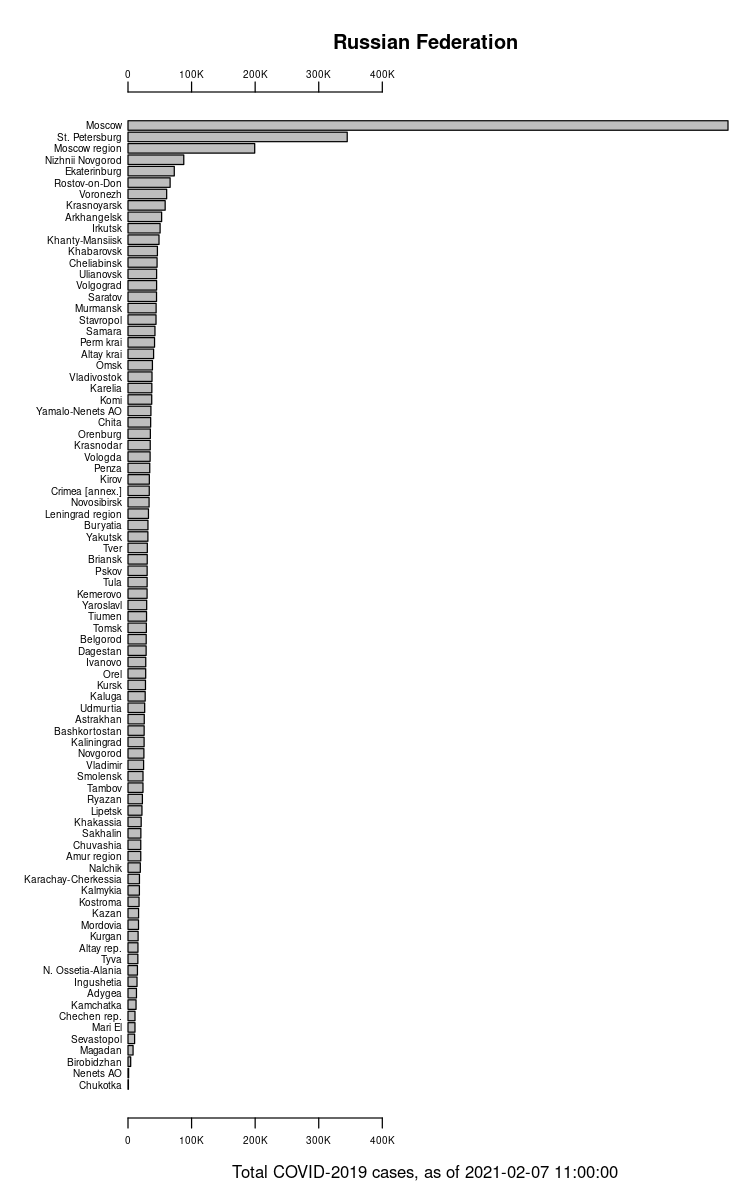 Russian Federation
0 100K 200K 300K 400K
Moscow
St. Petersburg
Moscow region
Nizhnii Novgorod
Ekaterinburg
Rostov-on-Don
Voronezh
Krasnoyarsk
Arkhangelsk
Irkutsk
Khanty-Mansiisk
Khabarovsk
Cheliabinsk
Ulianovsk
Volgograd
Saratov
Murmansk
Stavropol
Samara
Perm krai
Altay krai
Omsk
Vladivostok
Karelia
Komi
Yamalo-Nenets AO
Chita
Orenburg
Krasnodar
Vologda
Penza
Kirov
Crimea [annex.]
Novosibirsk
Leningrad region
Buryatia
Yakutsk
Tver
Briansk
Pskov
Tula
Kemerovo
Yaroslavl
Tiumen
Tomsk
Belgorod
Dagestan
Ivanovo
Orel
Kursk
Kaluga
Udmurtia
Astrakhan
Bashkortostan
Kaliningrad
Novgorod
Vladimir
Smolensk
Tambov
Ryazan
Lipetsk
Khakassia
Sakhalin
Chuvashia
Amur region
Nalchik
Karachay-Cherkessia
Kalmykia
Kostroma
Kazan
Mordovia
Kurgan
Altay rep.
Tyva
N. Ossetia-Alania
Ingushetia
Adygea
Kamchatka
Chechen rep.
Mari El
Sevastopol
Magadan
Birobidzhan
Nenets AO
Chukotka
0 100K 200K 300K 400K
Total COVID-2019 cases, as of 2021-02-07 11:00:00